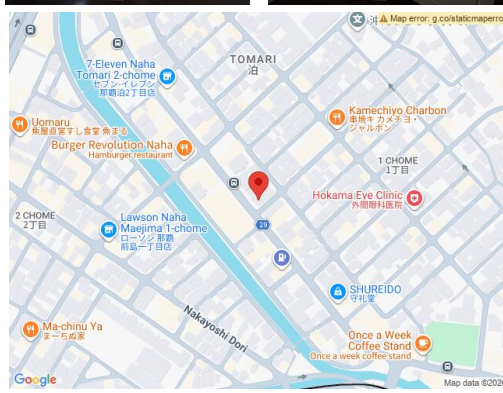 沖
Map error: g.co/staticmaperro
TOMARI
泊
7-Eleven Naha
Tomari 2-chome
セブン-イレブン
那覇泊2丁目店
Kamechiyo Charbon
串焼キ カメチヨ・
ジャルボン
Uomaru
魚屋直営すし食堂 魚まる
Burger Revolution Naha
Hamburger restaurant
1 CHOME
1丁目
Hokama Eye Clinic
外間眼科医院
2 CHOME
2丁目
Lawson Naha
Maejima 1-chome
ローソン 那覇
前島一丁目店
29
SHUREIDO
守礼堂
Nakayoshi Dori
Ma-chinu Ya
まーちぬ家
Once a Week
Coffee Stand
Once a week coffee stand
Google
Map data ©2026